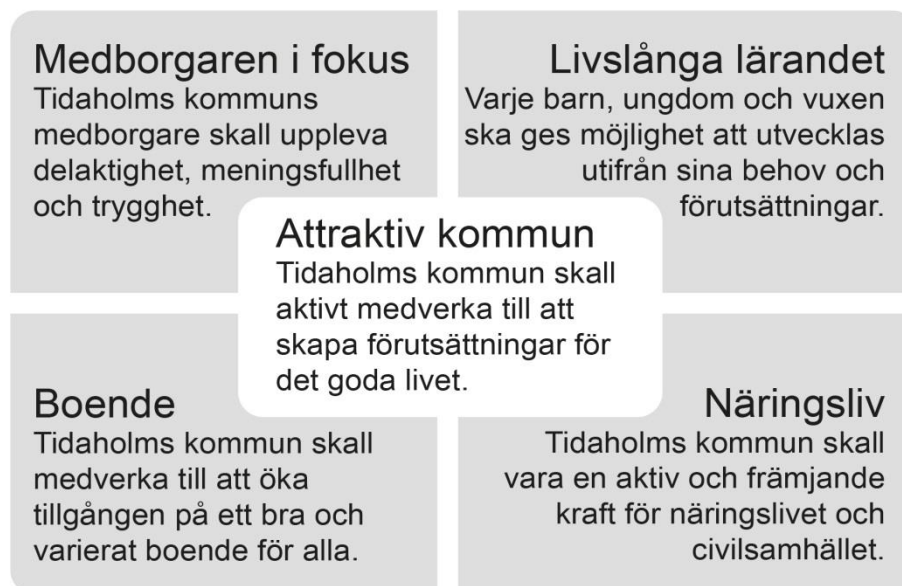 Medborgaren i fokus
Tidaholms kommuns
medborgare skall uppleva
delaktighet, meningsfullhet
och trygghet.
Livslånga lärandet
Varje barn, ungdom och vuxen
ska ges möjlighet att utvecklas
utifrån sina behov och
förutsättningar.
Attraktiv kommun
Tidaholms kommun skall
aktivt medverka till att
skapa förutsättningar för
det goda livet.
Boende
Tidaholms kommun skall
medverka till att öka
tillgången på ett bra och
varierat boende för alla.
Näringsliv
Tidaholms kommun skall
vara en aktiv och främjande
kraft för näringslivet och
civilsamhället.